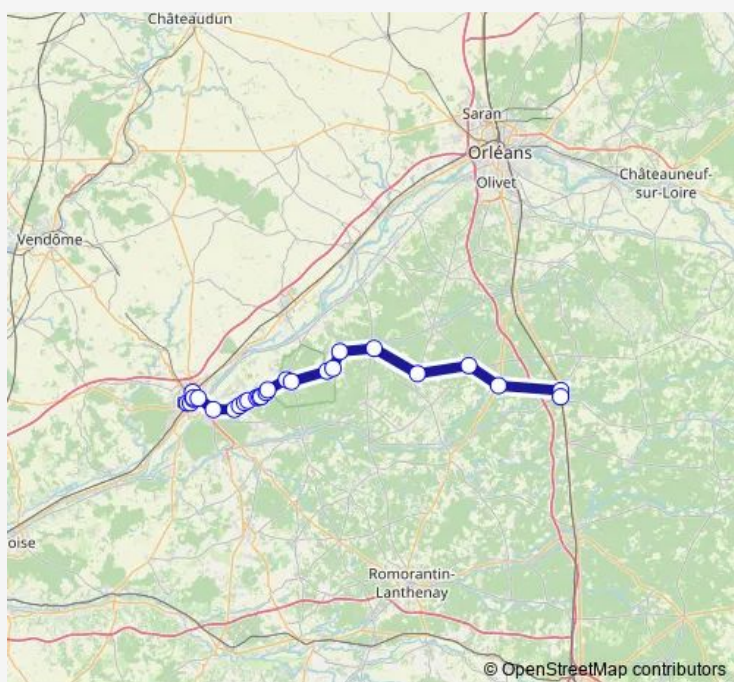 Châteaudun
Saran
Orléans
Châteauneuf-
sur-Loire
Olivet
Vendôme
oise
Romorantin-
Lanthenay
© OpenStreetMap contributors